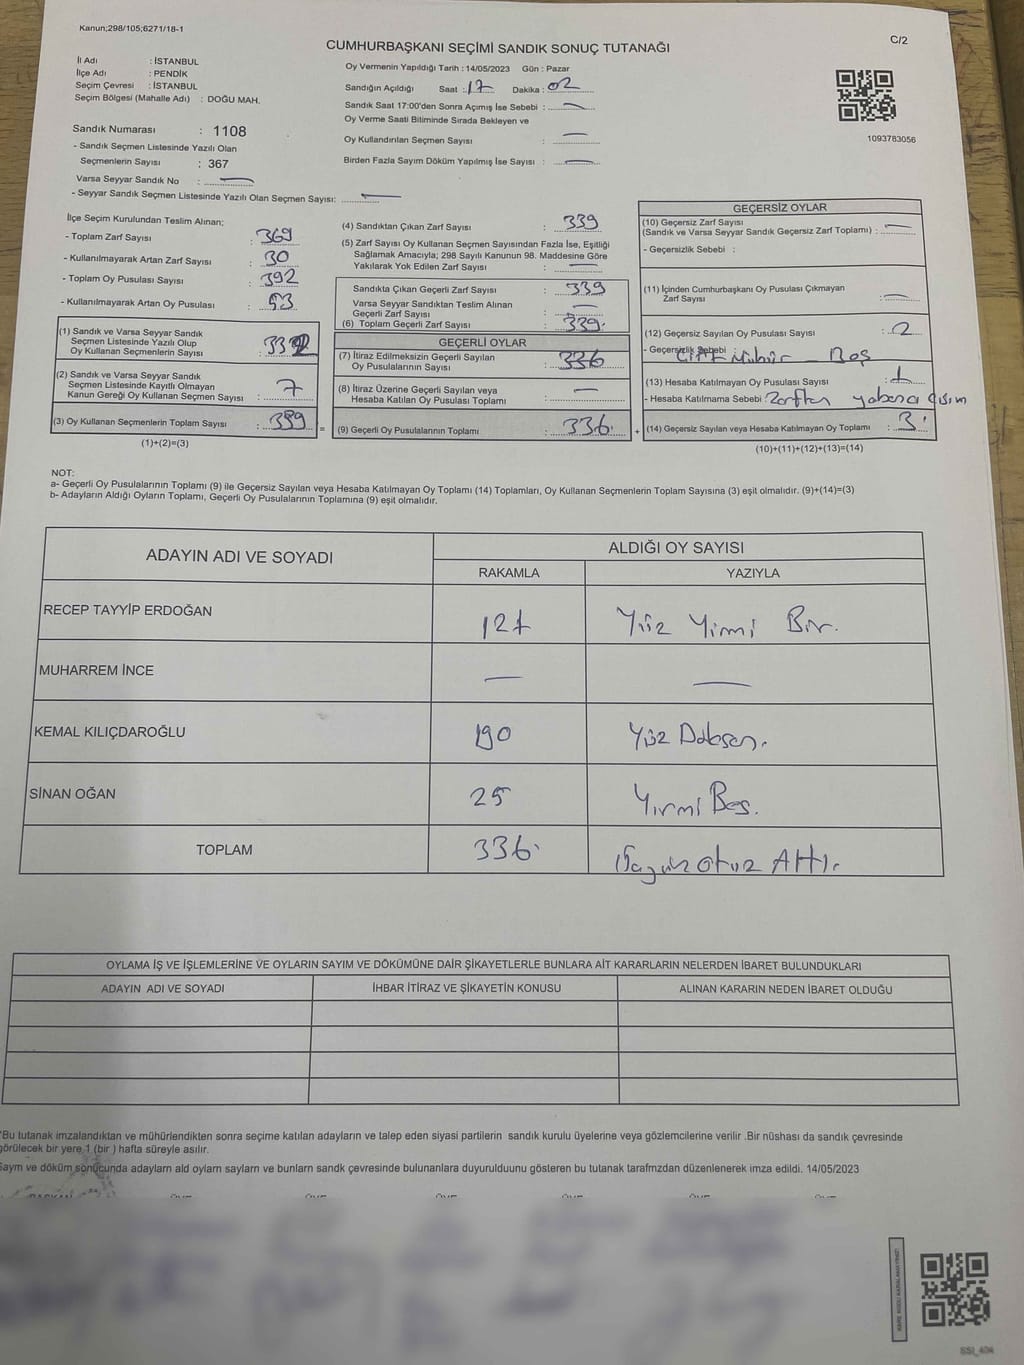 Kanun;298/105;6271/18-1
C/2
CUMHURBAŞKANI SEÇİMİ SANDIK SONUÇ TUTANAĞI
İl Adı : İSTANBUL
İlçe Adı : PENDİK
Seçim Çevresi : İSTANBUL
Seçim Bölgesi (Mahalle Adı) : DOĞU MAH.
Sandık Numarası : 1108
- Sandık Seçmen Listesinde Yazılı Olan
Seçmenlerin Sayısı : 367
Varsa Seyyar Sandık No : —
- Seyyar Sandık Seçmen Listesinde Yazılı Olan Seçmen Sayısı: —
Oy Vermenin Yapıldığı Tarih : 14/05/2023 Gün : Pazar
Sandığın Açıldığı Saat : 17 Dakika : 02
Sandık Saat 17:00'den Sonra Açımış İse Sebebi : —
Oy Verme Saati Bitiminde Sırada Bekleyen ve
Oy Kullandırılan Seçmen Sayısı : —
Birden Fazla Sayım Döküm Yapılmış İse Sayısı : —
1093783056
İlçe Seçim Kurulundan Teslim Alınan;
- Toplam Zarf Sayısı : 369
- Kullanılmayarak Artan Zarf Sayısı : 30
- Toplam Oy Pusulası Sayısı : 392
- Kullanılmayarak Artan Oy Pusulası : 53
(1) Sandık ve Varsa Seyyar Sandık
Seçmen Listesinde Yazılı Olup
Oy Kullanan Seçmenlerin Sayısı :
(2) Sandık ve Varsa Seyyar Sandık
Seçmen Listesinde Kayıtlı Olmayan
Kanun Gereği Oy Kullanan Seçmen Sayısı : 7
(3) Oy Kullanan Seçmenlerin Toplam Sayısı : 339 =
(1)+(2)=(3)
(4) Sandıktan Çıkan Zarf Sayısı : 339
(5) Zarf Sayısı Oy Kullanan Seçmen Sayısından Fazla İse, Eşitliği
Sağlamak Amacıyla; 298 Sayılı Kanunun 98. Maddesine Göre
Yakılarak Yok Edilen Zarf Sayısı : —
Sandıkta Çıkan Geçerli Zarf Sayısı : 339
Varsa Seyyar Sandıktan Teslim Alınan
Geçerli Zarf Sayısı : —
(6) Toplam Geçerli Zarf Sayısı : 339.
GEÇERLİ OYLAR
(7) İtiraz Edilmeksizin Geçerli Sayılan
Oy Pusulalarının Sayısı : 336
(8) İtiraz Üzerine Geçerli Sayılan veya
Hesaba Katılan Oy Pusulası Toplamı : —
(9) Geçerli Oy Pusulalarının Toplamı : 336. +
GEÇERSİZ OYLAR
(10) Geçersiz Zarf Sayısı
(Sandık ve Varsa Seyyar Sandık Geçersiz Zarf Toplamı) : —
- Geçersizlik Sebebi :
(11) İçinden Cumhurbaşkanı Oy Pusulası Çıkmayan
Zarf Sayısı : —
(12) Geçersiz Sayılan Oy Pusulası Sayısı : 2
- Geçersizlik Sebebi : Çift Mühür - Boş
(13) Hesaba Katılmayan Oy Pusulası Sayısı : 1
- Hesaba Katılmama Sebebi Zarftan yabancı cisim
(14) Geçersiz Sayılan veya Hesaba Katılmayan Oy Toplamı : 3
(10)+(11)+(12)+(13)=(14)
NOT:
a- Geçerli Oy Pusulalarının Toplamı (9) ile Geçersiz Sayılan veya Hesaba Katılmayan Oy Toplamı (14) Toplamları, Oy Kullanan Seçmenlerin Toplam Sayısına (3) eşit olmalıdır. (9)+(14)=(3)
b- Adayların Aldığı Oyların Toplamı, Geçerli Oy Pusulalarının Toplamına (9) eşit olmalıdır.
ADAYIN ADI VE SOYADI ALDIĞI OY SAYISI
RAKAMLA YAZIYLA
RECEP TAYYİP ERDOĞAN 121 Yüz Yirmi Bir.
MUHARREM İNCE — —
KEMAL KILIÇDAROĞLU 190 Yüz Doksan.
SİNAN OĞAN 25 Yirmi Beş.
TOPLAM 336. Üçyüz otuz Altı.
OYLAMA İŞ VE İŞLEMLERİNE VE OYLARIN SAYIM VE DÖKÜMÜNE DAİR ŞİKAYETLERLE BUNLARA AİT KARARLARIN NELERDEN İBARET BULUNDUKLARI
ADAYIN ADI VE SOYADI İHBAR İTİRAZ VE ŞİKAYETİN KONUSU ALINAN KARARIN NEDEN İBARET OLDUĞU
*Bu tutanak imzalandıktan ve mühürlendikten sonra seçime katılan adayların ve talep eden siyasi partilerin sandık kurulu üyelerine veya gözlemcilerine verilir .Bir nüshası da sandık çevresinde
görülecek bir yere 1 (bir ) hafta süreyle asılır.
Saym ve döküm sonucunda adaylarn ald oylarn saylarn ve bunlarn sandk çevresinde bulunanlara duyurulduunu gösteren bu tutanak tarafmzdan düzenlenerek imza edildi. 14/05/2023